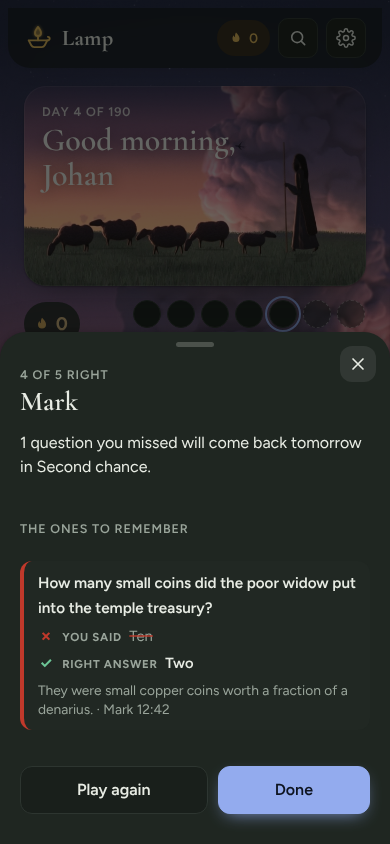 Lamp
0
DAY 4 OF 190
Good morning,
Johan
0
4 OF 5 RIGHT
Mark
1 question you missed will come back tomorrow
in Second chance.
THE ONES TO REMEMBER
How many small coins did the poor widow put
into the temple treasury?
YOU SAID Ten
RIGHT ANSWER Two
They were small copper coins worth a fraction of a
denarius. · Mark 12:42
Play again
Done